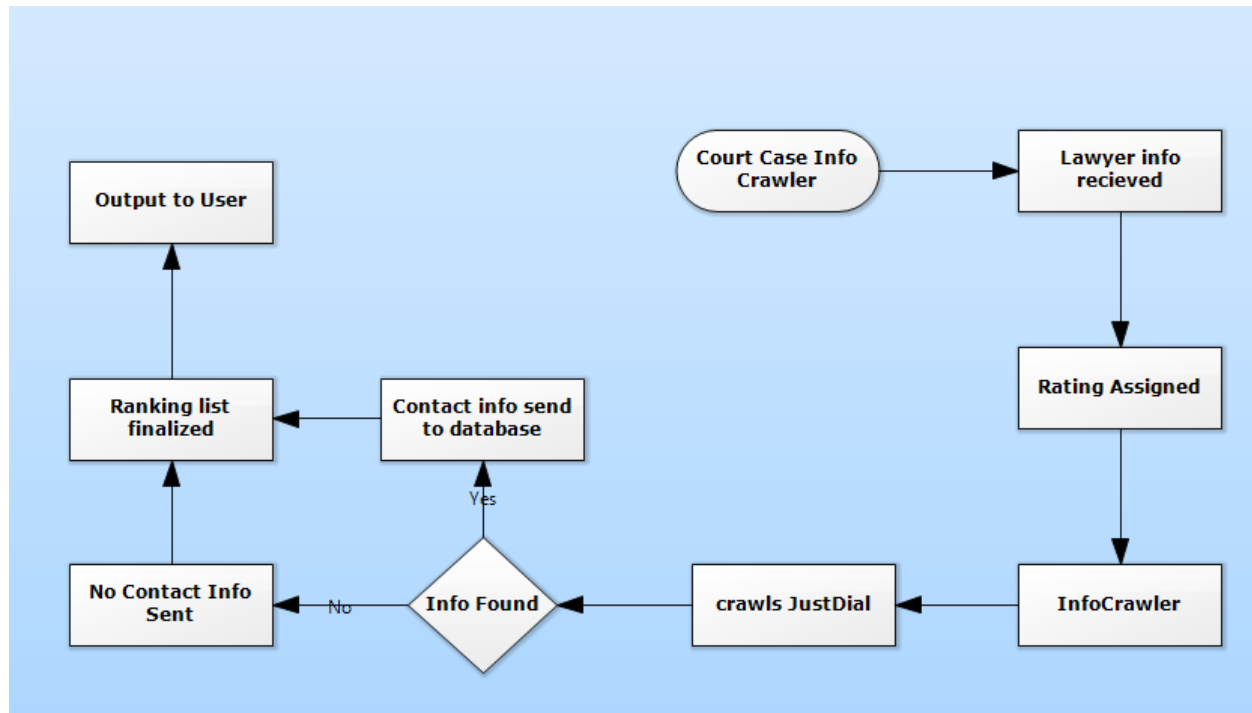 Court Case Info
Crawler
Lawyer info
recieved
Output to User
Rating Assigned
Ranking list
finalized
Contact info send
to database
Yes
No Contact Info
Sent
No
Info Found
crawls JustDial
InfoCrawler